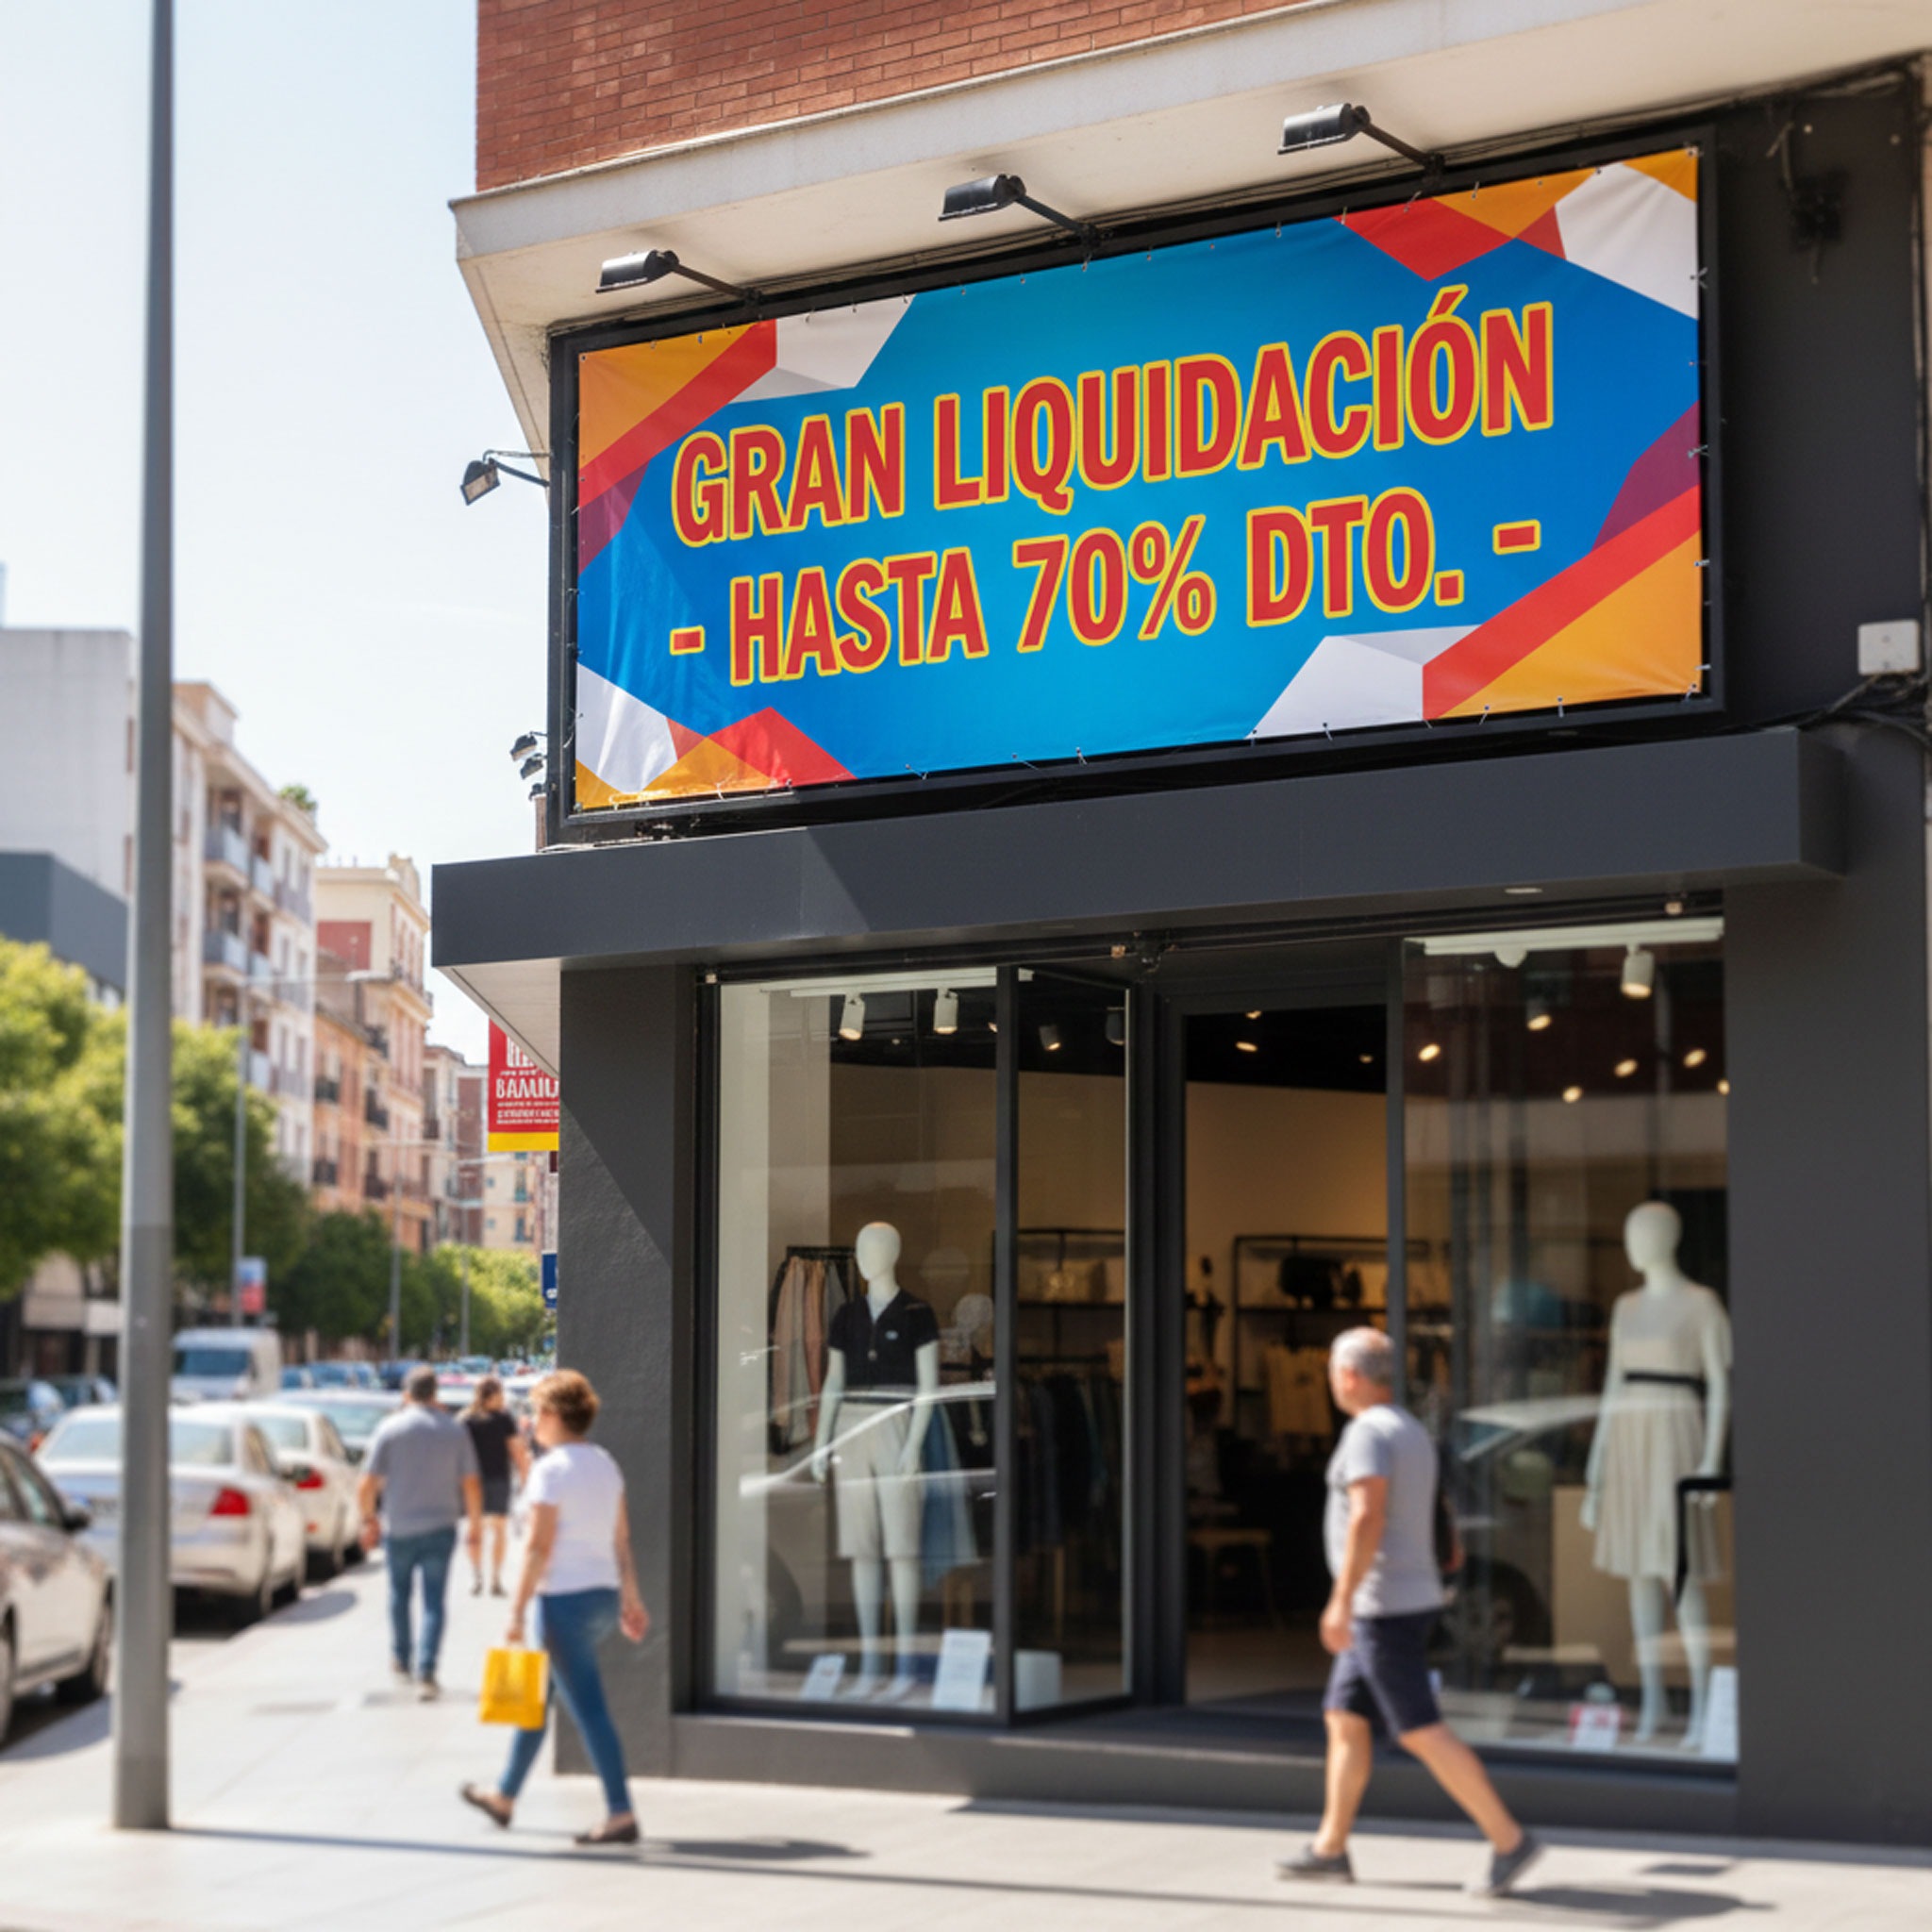 GRAN LIQUIDACIÓN
- HASTA 70% DTO. -